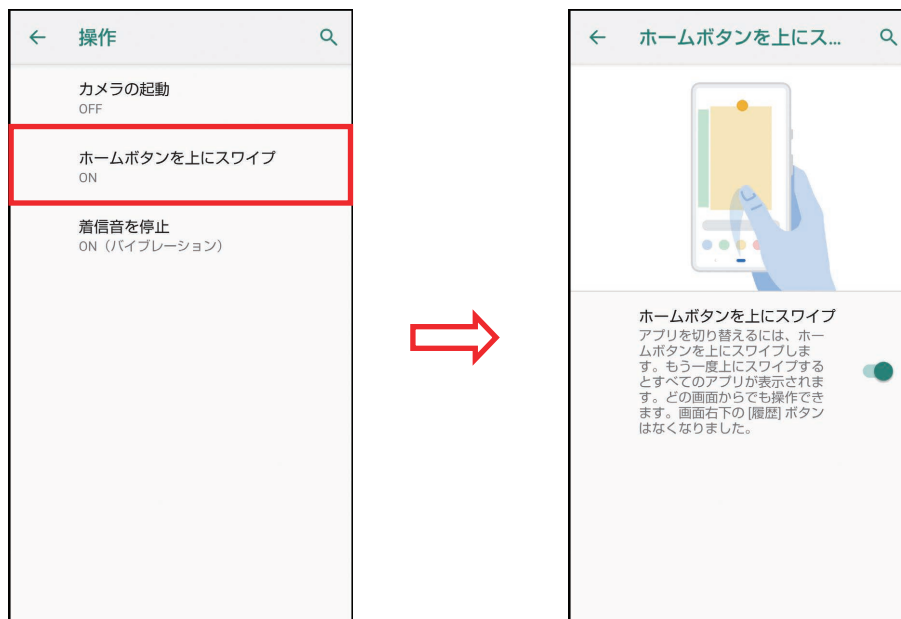 操作
カメラの起動
OFF
ホームボタンを上にスワイプ
ON
着信音を停止
ON（バイブレーション）
ホームボタンを上にス...
ホームボタンを上にスワイプ
アプリを切り替えるには、ホー
ムボタンを上にスワイプしま
す。もう一度上にスワイプする
とすべてのアプリが表示されま
す。どの画面からでも操作でき
ます。画面右下の [履歴] ボタン
はなくなりました。